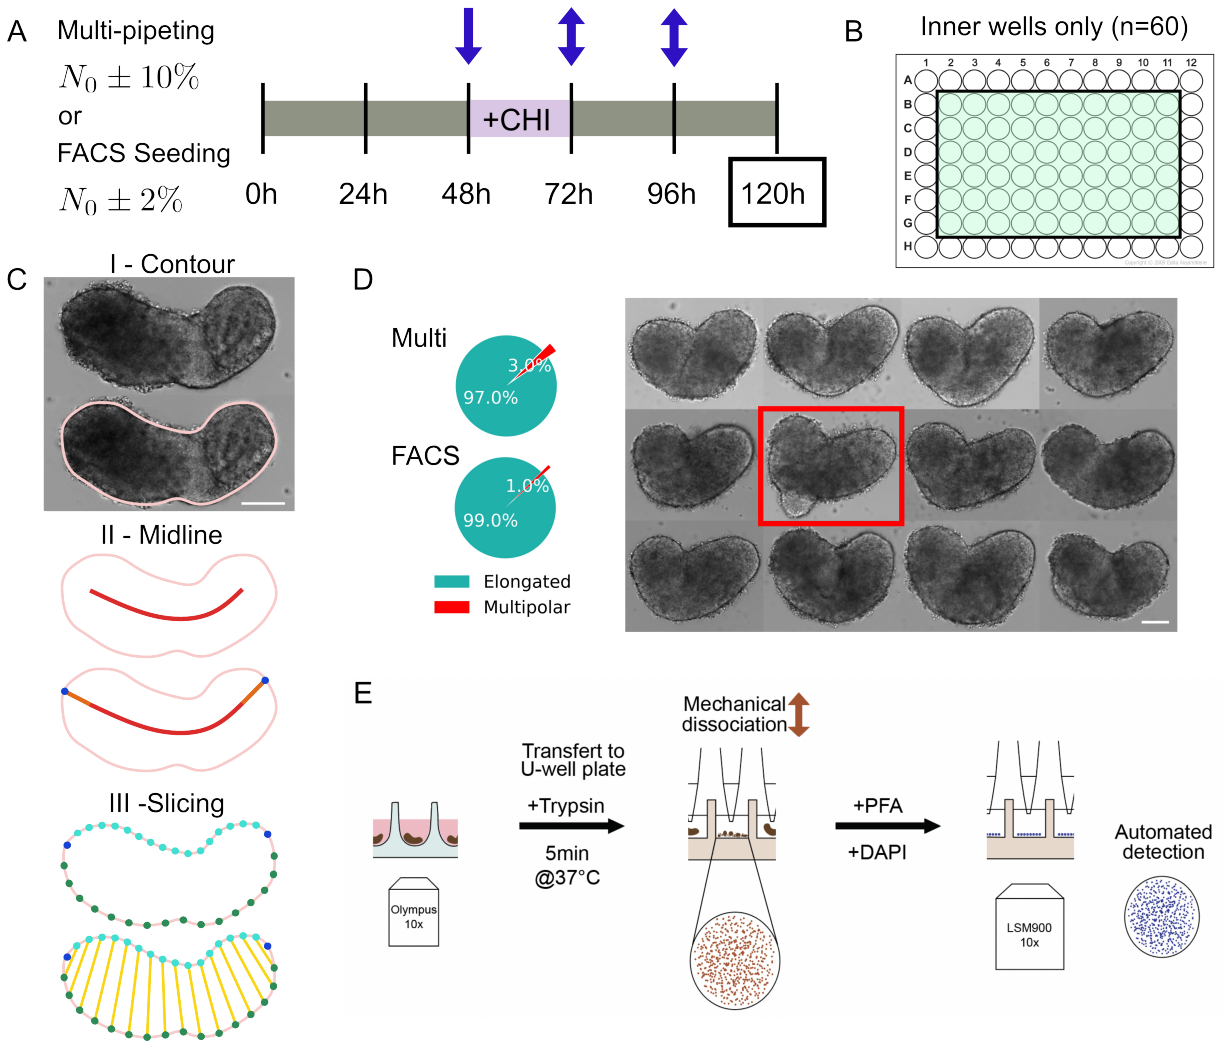 A
Multi-pipeting
N₀ ± 10%
or
FACS Seeding
N₀ ± 2%
+CHI
0h 24h 48h 72h 96h 120h
B
Inner wells only (n=60)
1 2 3 4 5 6 7 8 9 10 11 12
A
B
C
D
E
F
G
H
C
I - Contour
II - Midline
III -Slicing
D
Multi
3.0%
97.0%
FACS
1.0%
99.0%
Elongated
Multipolar
E
Olympus
10x
Transfert to
U-well plate
+Trypsin
5min
@37°C
Mechanical
dissociation
+PFA
+DAPI
LSM900
10x
Automated
detection